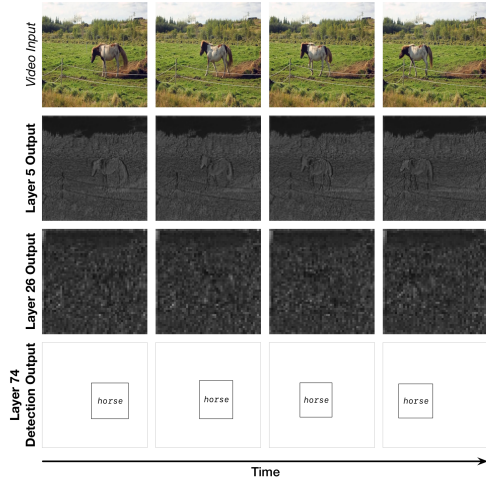 Video Input
Layer 5 Output
Layer 26 Output
Layer 74
Detection Output
horse
horse
horse
horse
Time